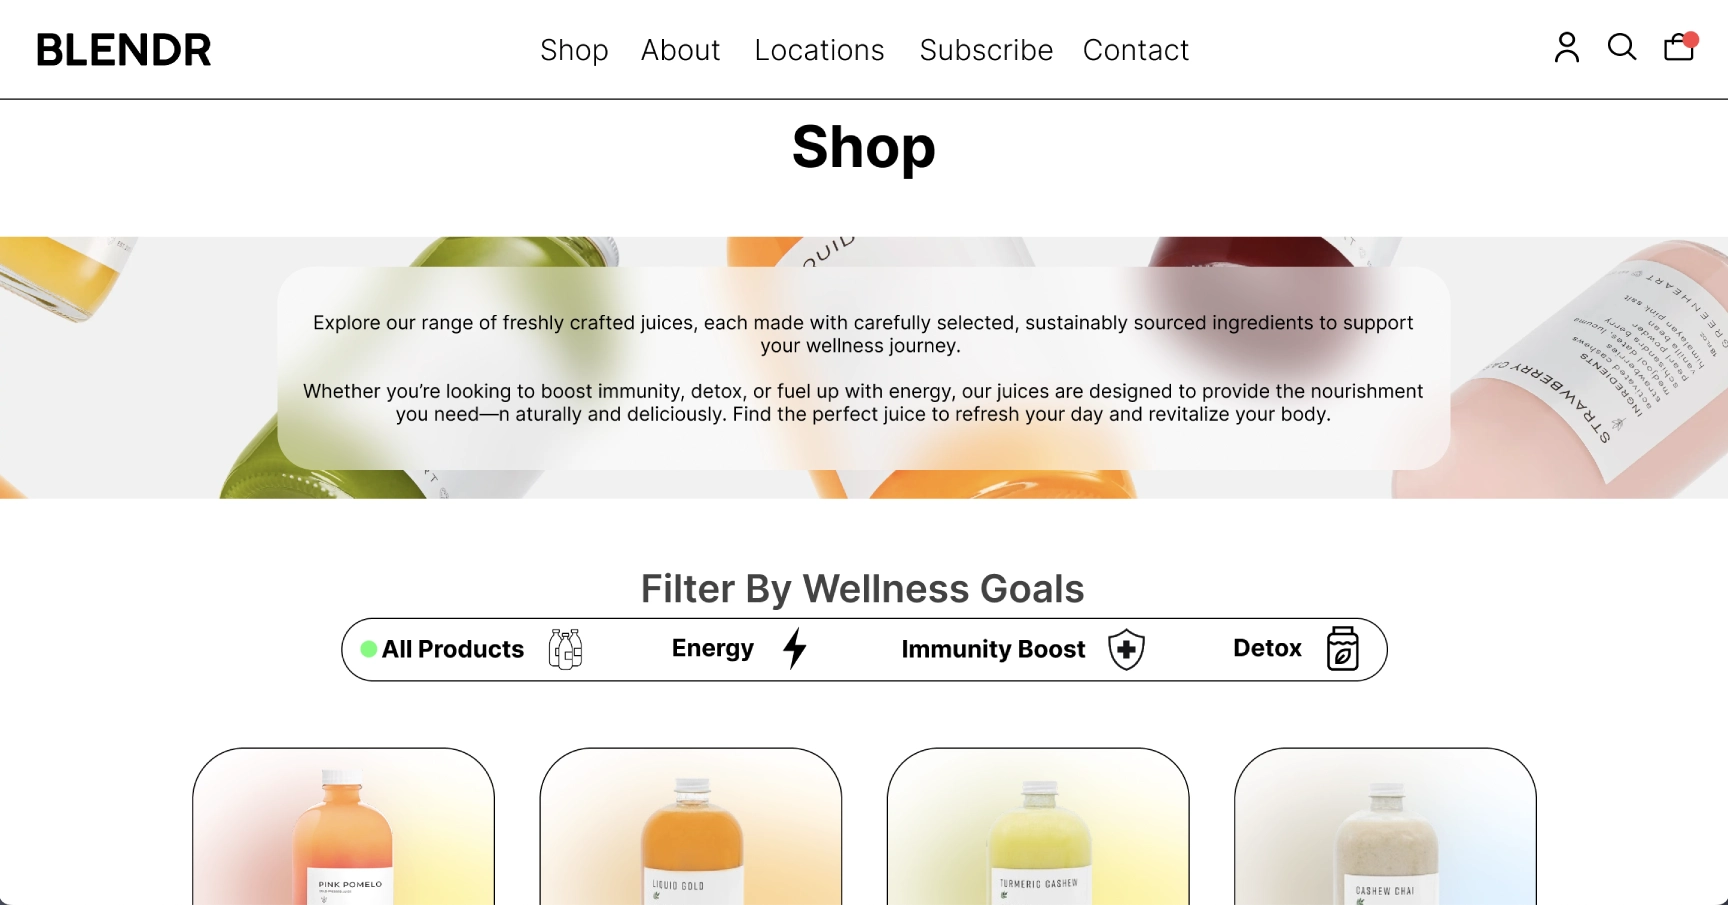 BLENDR
Shop About Locations Subscribe Contact
Shop
QUID
Explore our range of freshly crafted juices, each made with carefully selected, sustainably sourced ingredients to support
your wellness journey.
Whether you’re looking to boost immunity, detox, or fuel up with energy, our juices are designed to provide the nourishment
you need—n aturally and deliciously. Find the perfect juice to refresh your day and revitalize your body.
GREENHEART
STRAWBERRY
INGREDIENTS
Filter By Wellness Goals
All Products
Energy
Immunity Boost
Detox
PINK POMELO
LIQUID GOLD
TURMERIC CASHEW
CASHEW CHAI